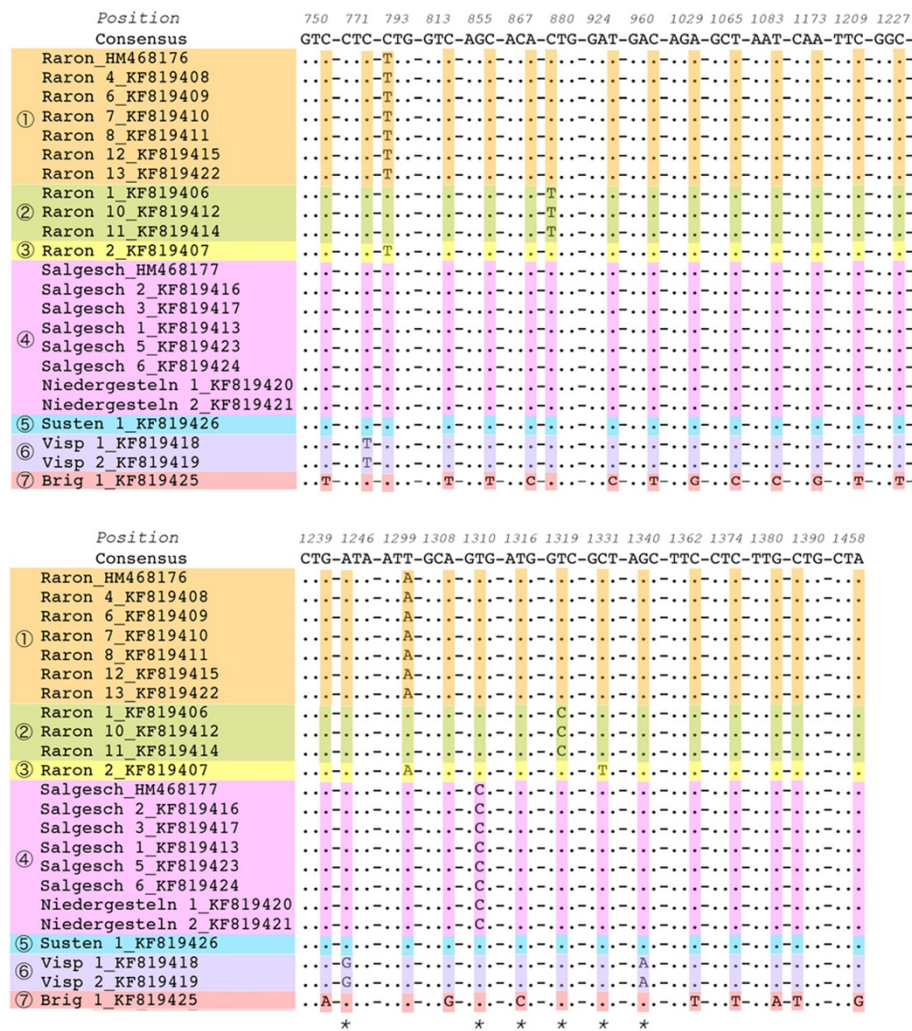 Position 750 771 793 813 855 867 880 924 960 1029 1065 1083 1173 1209 1227
Consensus GTC-CTC-CTG-GTC-AGC-ACA-CTG-GAT-GAC-AGA-GCT-AAT-CAA-TTC-GGC-
Raron_HM468176 ...-...-T..-...-...-...-...-...-...-...-...-...-...-...-...-
Raron 4_KF819408 ...-...-T..-...-...-...-...-...-...-...-...-...-...-...-...-
Raron 6_KF819409 ...-...-T..-...-...-...-...-...-...-...-...-...-...-...-...-
① Raron 7_KF819410 ...-...-T..-...-...-...-...-...-...-...-...-...-...-...-...-
Raron 8_KF819411 ...-...-T..-...-...-...-...-...-...-...-...-...-...-...-...-
Raron 12_KF819415 ...-...-T..-...-...-...-...-...-...-...-...-...-...-...-...-
Raron 13_KF819422 ...-...-T..-...-...-...-...-...-...-...-...-...-...-...-...-
Raron 1_KF819406 ...-...-...-...-...-...-T..-...-...-...-...-...-...-...-...-
② Raron 10_KF819412 ...-...-...-...-...-...-T..-...-...-...-...-...-...-...-...-
Raron 11_KF819414 ...-...-...-...-...-...-T..-...-...-...-...-...-...-...-...-
③ Raron 2_KF819407 ...-...-T..-...-...-...-...-...-...-...-...-...-...-...-...-
Salgesch_HM468177 ...-...-...-...-...-...-...-...-...-...-...-...-...-...-...-
Salgesch 2_KF819416 ...-...-...-...-...-...-...-...-...-...-...-...-...-...-...-
Salgesch 3_KF819417 ...-...-...-...-...-...-...-...-...-...-...-...-...-...-...-
④ Salgesch 1_KF819413 ...-...-...-...-...-...-...-...-...-...-...-...-...-...-...-
Salgesch 5_KF819423 ...-...-...-...-...-...-...-...-...-...-...-...-...-...-...-
Salgesch 6_KF819424 ...-...-...-...-...-...-...-...-...-...-...-...-...-...-...-
Niedergesteln 1_KF819420 ...-...-...-...-...-...-...-...-...-...-...-...-...-...-...-
Niedergesteln 2_KF819421 ...-...-...-...-...-...-...-...-...-...-...-...-...-...-...-
⑤ Susten 1_KF819426 ...-...-...-...-...-...-...-...-...-...-...-...-...-...-...-
⑥ Visp 1_KF819418 ...-..T-...-...-...-...-...-...-...-...-...-...-...-...-...-
Visp 2_KF819419 ...-..T-...-...-...-...-...-...-...-...-...-...-...-...-...-
⑦ Brig 1_KF819425 ..T-...-...-..T-..T-..C-...-..C-..T-..G-..C-..C-..G-..T-..T-
Position 1239 1246 1299 1308 1310 1316 1319 1331 1340 1362 1374 1380 1390 1458
Consensus CTG-ATA-ATT-GCA-GTG-ATG-GTC-GCT-AGC-TTC-CTC-TTG-CTG-CTA
Raron_HM468176 ...-...-..A-...-...-...-...-...-...-...-...-...-...-...
Raron 4_KF819408 ...-...-..A-...-...-...-...-...-...-...-...-...-...-...
Raron 6_KF819409 ...-...-..A-...-...-...-...-...-...-...-...-...-...-...
① Raron 7_KF819410 ...-...-..A-...-...-...-...-...-...-...-...-...-...-...
Raron 8_KF819411 ...-...-..A-...-...-...-...-...-...-...-...-...-...-...
Raron 12_KF819415 ...-...-..A-...-...-...-...-...-...-...-...-...-...-...
Raron 13_KF819422 ...-...-..A-...-...-...-...-...-...-...-...-...-...-...
Raron 1_KF819406 ...-...-...-...-...-...-.C.-...-...-...-...-...-...-...
② Raron 10_KF819412 ...-...-...-...-...-...-.C.-...-...-...-...-...-...-...
Raron 11_KF819414 ...-...-...-...-...-...-.C.-...-...-...-...-...-...-...
③ Raron 2_KF819407 ...-...-..A-...-...-...-...-.T.-...-...-...-...-...-...
Salgesch_HM468177 ...-...-...-...-.C.-...-...-...-...-...-...-...-...-...
Salgesch 2_KF819416 ...-...-...-...-.C.-...-...-...-...-...-...-...-...-...
Salgesch 3_KF819417 ...-...-...-...-.C.-...-...-...-...-...-...-...-...-...
④ Salgesch 1_KF819413 ...-...-...-...-.C.-...-...-...-...-...-...-...-...-...
Salgesch 5_KF819423 ...-...-...-...-.C.-...-...-...-...-...-...-...-...-...
Salgesch 6_KF819424 ...-...-...-...-.C.-...-...-...-...-...-...-...-...-...
Niedergesteln 1_KF819420 ...-...-...-...-.C.-...-...-...-...-...-...-...-...-...
Niedergesteln 2_KF819421 ...-...-...-...-.C.-...-...-...-...-...-...-...-...-...
⑤ Susten 1_KF819426 ...-...-...-...-...-...-...-...-...-...-...-...-...-...
⑥ Visp 1_KF819418 ...-G..-...-...-...-...-...-...-.A.-...-...-...-...-...
Visp 2_KF819419 ...-G..-...-...-...-...-...-...-.A.-...-...-...-...-...
⑦ Brig 1_KF819425 ..A-...-...-..G-...-.C.-...-...-...-..T-..T-..A-T..-..G
* * * * * *